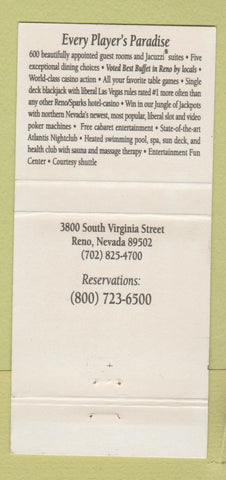 Every Player's Paradise
600 beautifully appointed guest rooms and Jacuzzi® suites • Five
exceptional dining choices • Voted Best Buffet in Reno by locals •
World-class casino action • All your favorite table games • Single
deck blackjack with liberal Las Vegas rules rated #1 more often than
any other Reno/Sparks hotel-casino • Win in our Jungle of Jackpots
with northern Nevada's newest, most popular, liberal slot and video
poker machines • Free cabaret entertainment • State-of-the-art
Atlantis Nightclub • Heated swimming pool, spa, sun deck, and
health club with sauna and massage therapy • Entertainment Fun
Center • Courtesy shuttle
3800 South Virginia Street
Reno, Nevada 89502
(702) 825-4700
Reservations:
(800) 723-6500